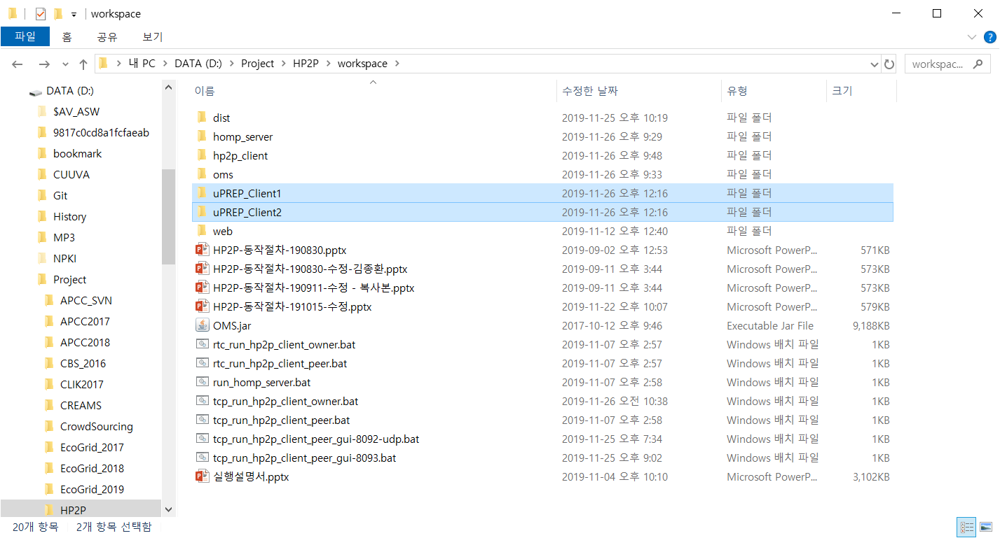 workspace
파일 홈 공유 보기
내 PC DATA (D:) Project HP2P workspace workspac...
이름 수정한 날짜 유형 크기
DATA (D:)
$AV_ASW
9817c0cd8a1fcfaeab
bookmark
CUUVA
Git
History
MP3
NPKI
Project
APCC_SVN
APCC2017
APCC2018
CBS_2016
CLIK2017
CREAMS
CrowdSourcing
EcoGrid_2017
EcoGrid_2018
EcoGrid_2019
HP2P
dist 2019-11-25 오후 10:19 파일 폴더
homp_server 2019-11-26 오후 9:29 파일 폴더
hp2p_client 2019-11-26 오후 9:48 파일 폴더
oms 2019-11-26 오후 9:33 파일 폴더
uPREP_Client1 2019-11-26 오후 12:16 파일 폴더
uPREP_Client2 2019-11-26 오후 12:16 파일 폴더
web 2019-11-12 오후 12:40 파일 폴더
HP2P-동작절차-190830.pptx 2019-09-02 오후 12:53 Microsoft PowerP... 571KB
HP2P-동작절차-190830-수정-김종환.pptx 2019-09-11 오후 3:44 Microsoft PowerP... 573KB
HP2P-동작절차-190911-수정 - 복사본.pptx 2019-09-11 오후 3:44 Microsoft PowerP... 573KB
HP2P-동작절차-191015-수정.pptx 2019-11-22 오후 10:07 Microsoft PowerP... 579KB
OMS.jar 2017-10-12 오후 9:46 Executable Jar File 9,188KB
rtc_run_hp2p_client_owner.bat 2019-11-07 오후 2:57 Windows 배치 파일 1KB
rtc_run_hp2p_client_peer.bat 2019-11-07 오후 2:57 Windows 배치 파일 1KB
run_homp_server.bat 2019-11-07 오후 2:58 Windows 배치 파일 1KB
tcp_run_hp2p_client_owner.bat 2019-11-26 오전 10:38 Windows 배치 파일 1KB
tcp_run_hp2p_client_peer.bat 2019-11-07 오후 2:58 Windows 배치 파일 1KB
tcp_run_hp2p_client_peer_gui-8092-udp.bat 2019-11-25 오후 7:34 Windows 배치 파일 1KB
tcp_run_hp2p_client_peer_gui-8093.bat 2019-11-25 오후 9:02 Windows 배치 파일 1KB
실행설명서.pptx 2019-11-04 오후 10:10 Microsoft PowerP... 3,102KB
20개 항목 2개 항목 선택함